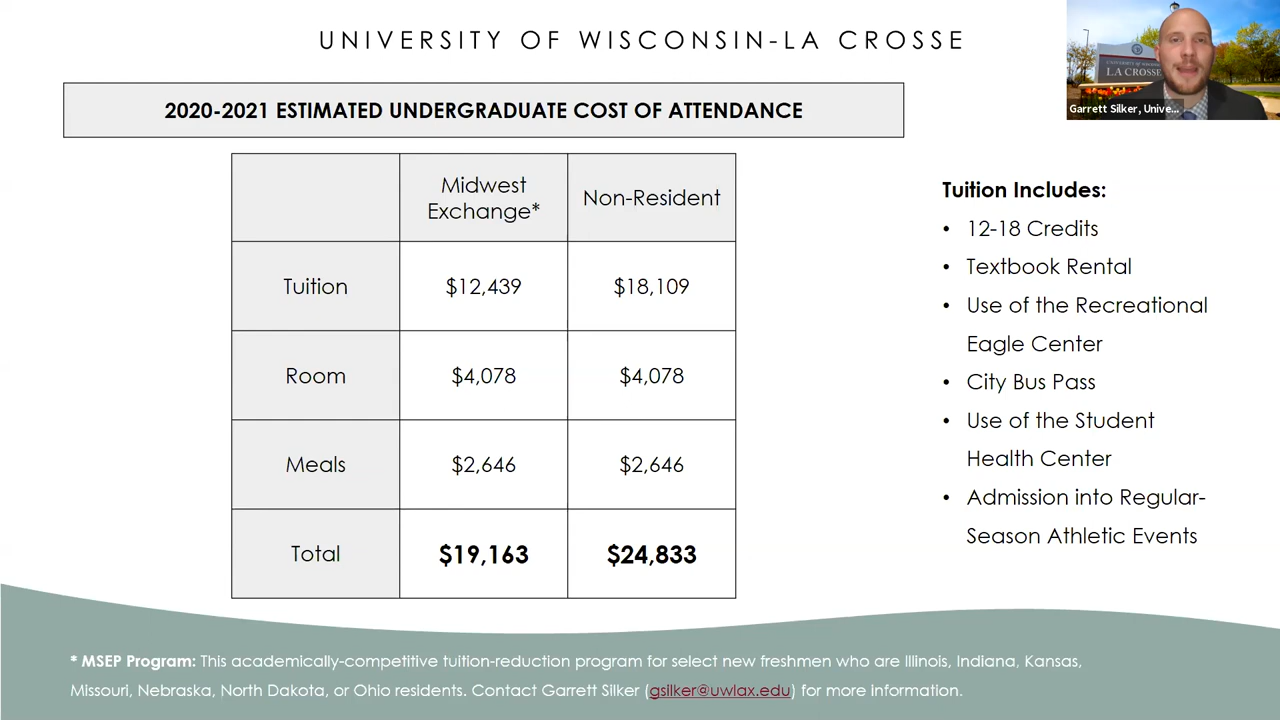 UNIVERSITY OF WISCONSIN-LA CROSSE
2020-2021 ESTIMATED UNDERGRADUATE COST OF ATTENDANCE
Midwest Exchange* Non-Resident
Tuition $12,439 $18,109
Room $4,078 $4,078
Meals $2,646 $2,646
Total $19,163 $24,833
LA CROSSE
Garrett Silker, Unive...
Tuition Includes:
• 12-18 Credits
• Textbook Rental
• Use of the Recreational
Eagle Center
• City Bus Pass
• Use of the Student
Health Center
• Admission into Regular-
Season Athletic Events
* MSEP Program: This academically-competitive tuition-reduction program for select new freshmen who are Illinois, Indiana, Kansas,
Missouri, Nebraska, North Dakota, or Ohio residents. Contact Garrett Silker (gsilker@uwlax.edu) for more information.